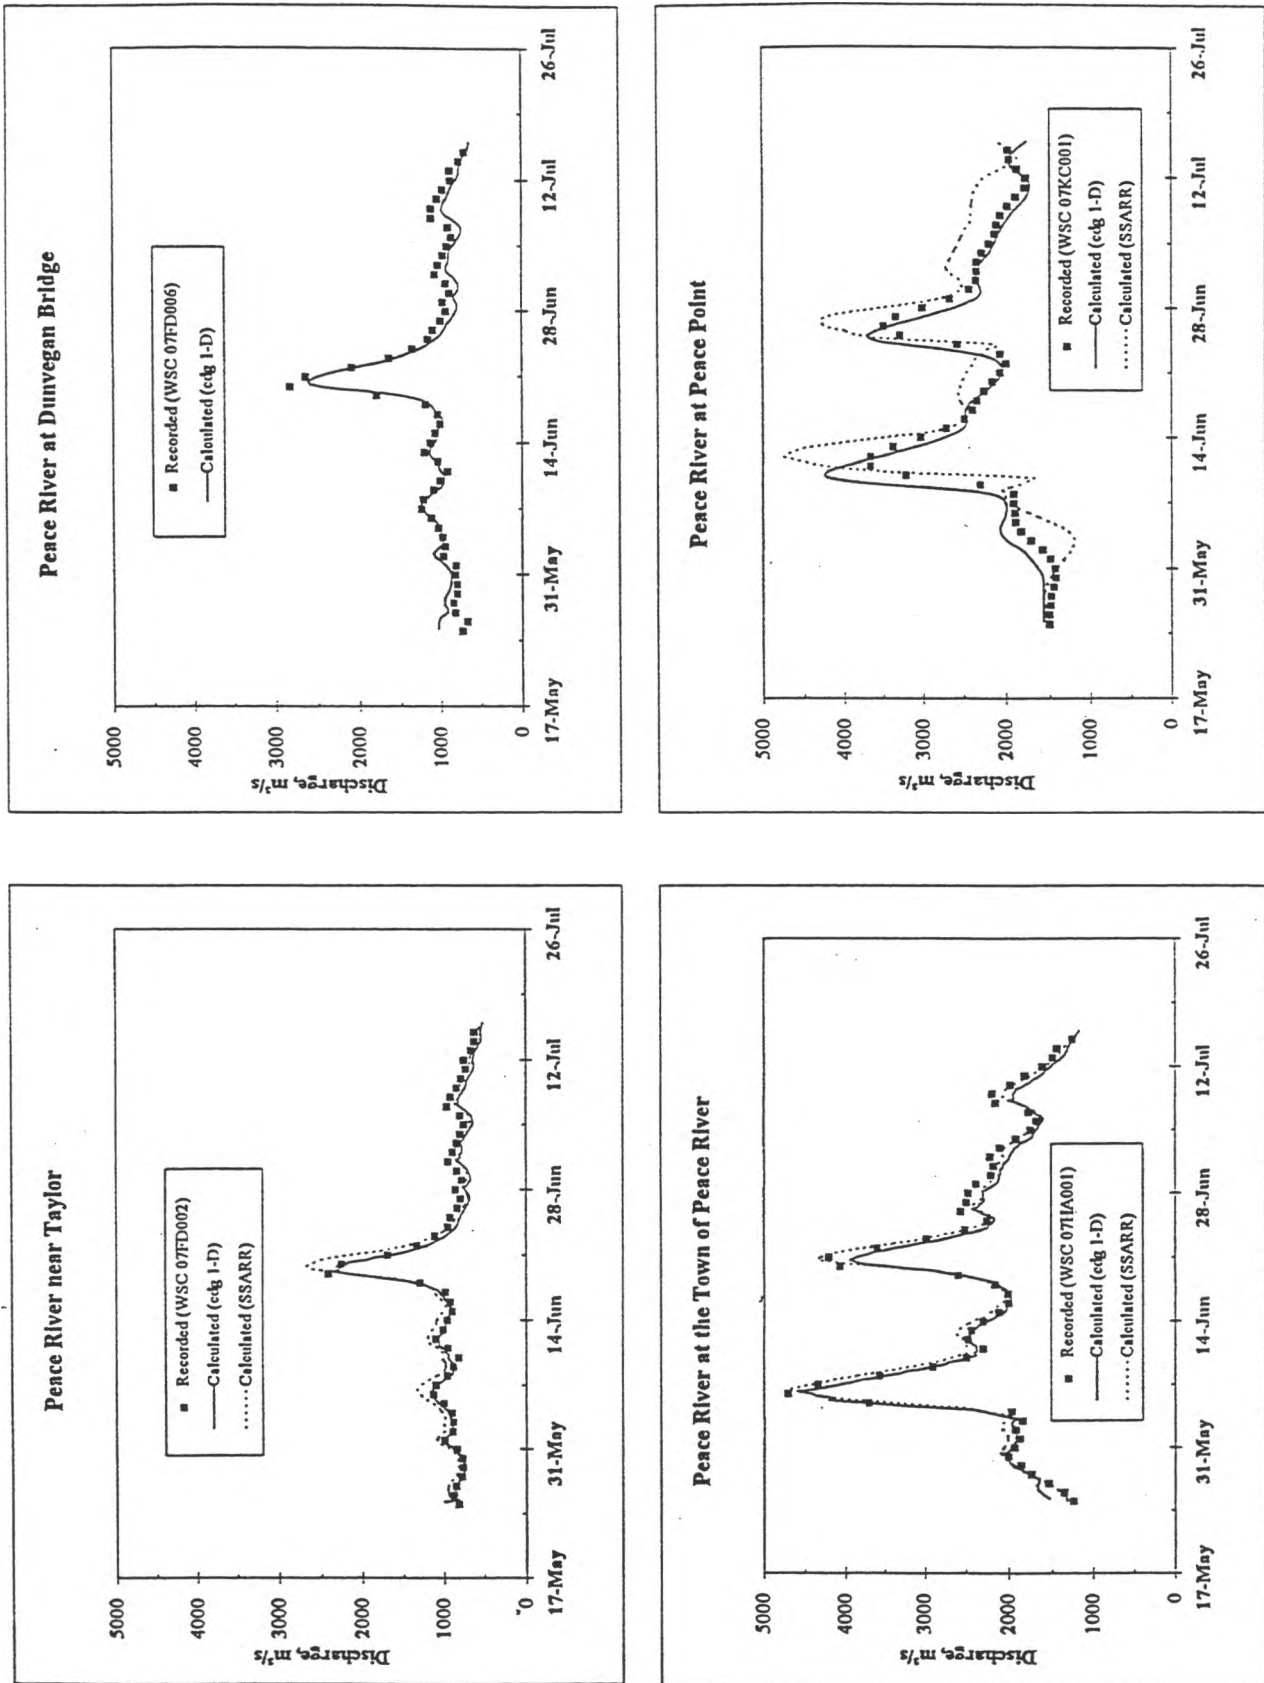 Peace River near Taylor
5000
4000
3000
2000
1000
0
Discharge, m³/s
17-May
31-May
14-Jun
28-Jun
12-Jul
26-Jul
Recorded (WSC 07FD002)
Calculated (cdg 1-D)
Calculated (SSARR)
Peace River at Dunvegan Bridge
5000
4000
3000
2000
1000
0
Discharge, m³/s
17-May
31-May
14-Jun
28-Jun
12-Jul
26-Jul
Recorded (WSC 07FD006)
Calculated (cdg 1-D)
Peace River at the Town of Peace River
5000
4000
3000
2000
1000
0
Discharge, m³/s
17-May
31-May
14-Jun
28-Jun
12-Jul
26-Jul
Recorded (WSC 07HA001)
Calculated (cdg 1-D)
Calculated (SSARR)
Peace River at Peace Point
5000
4000
3000
2000
1000
0
Discharge, m³/s
17-May
31-May
14-Jun
28-Jun
12-Jul
26-Jul
Recorded (WSC 07KC001)
Calculated (cdg 1-D)
Calculated (SSARR)